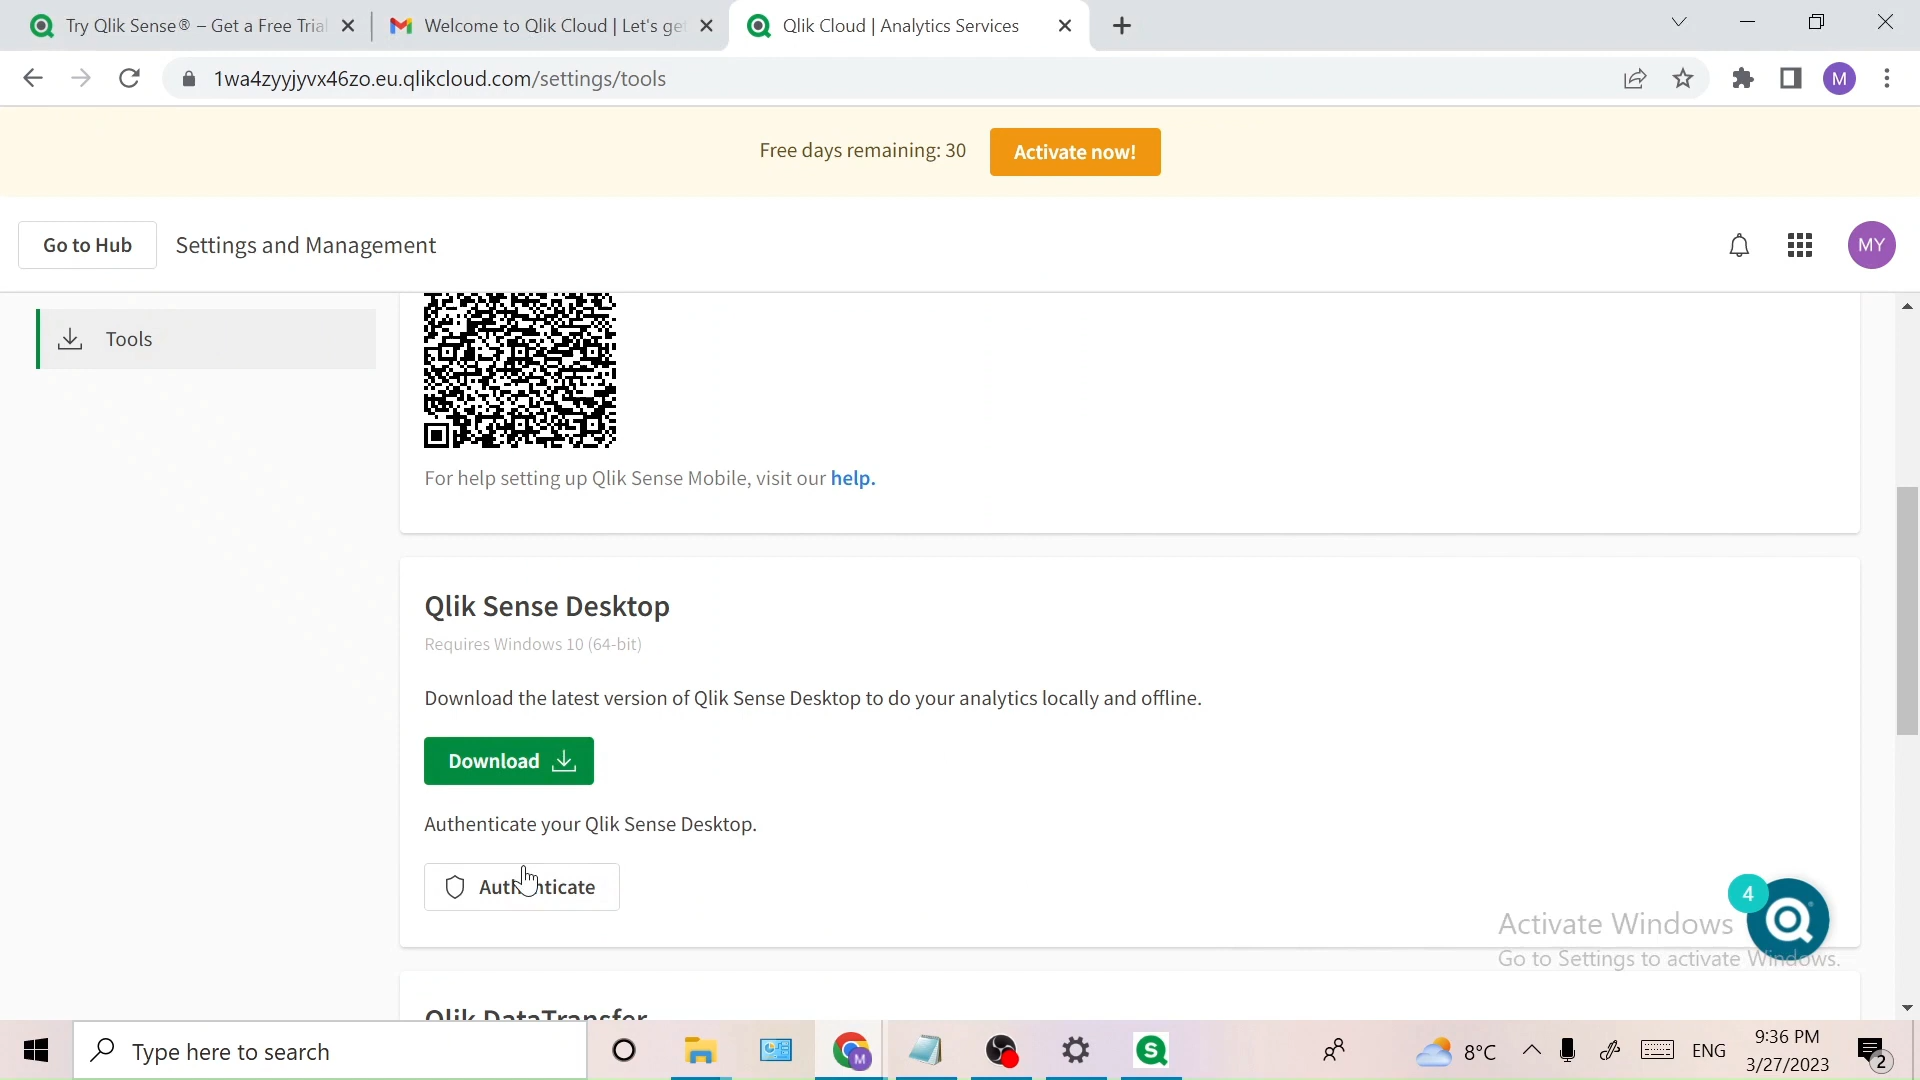 Try Qlik Sense® – Get a Free Trial
Welcome to Qlik Cloud | Let's get
Qlik Cloud | Analytics Services
1wa4zyyjyvx46zo.eu.qlikcloud.com/settings/tools
M
Free days remaining: 30
Activate now!
Go to Hub
Settings and Management
MY
Tools
For help setting up Qlik Sense Mobile, visit our help.
Qlik Sense Desktop
Requires Windows 10 (64-bit)
Download the latest version of Qlik Sense Desktop to do your analytics locally and offline.
Download
Authenticate your Qlik Sense Desktop.
Authenticate
4
Activate Windows
Go to Settings to activate Windows.
Qlik DataTransfer
Type here to search
M
S
8°C
ENG
9:36 PM
3/27/2023
2